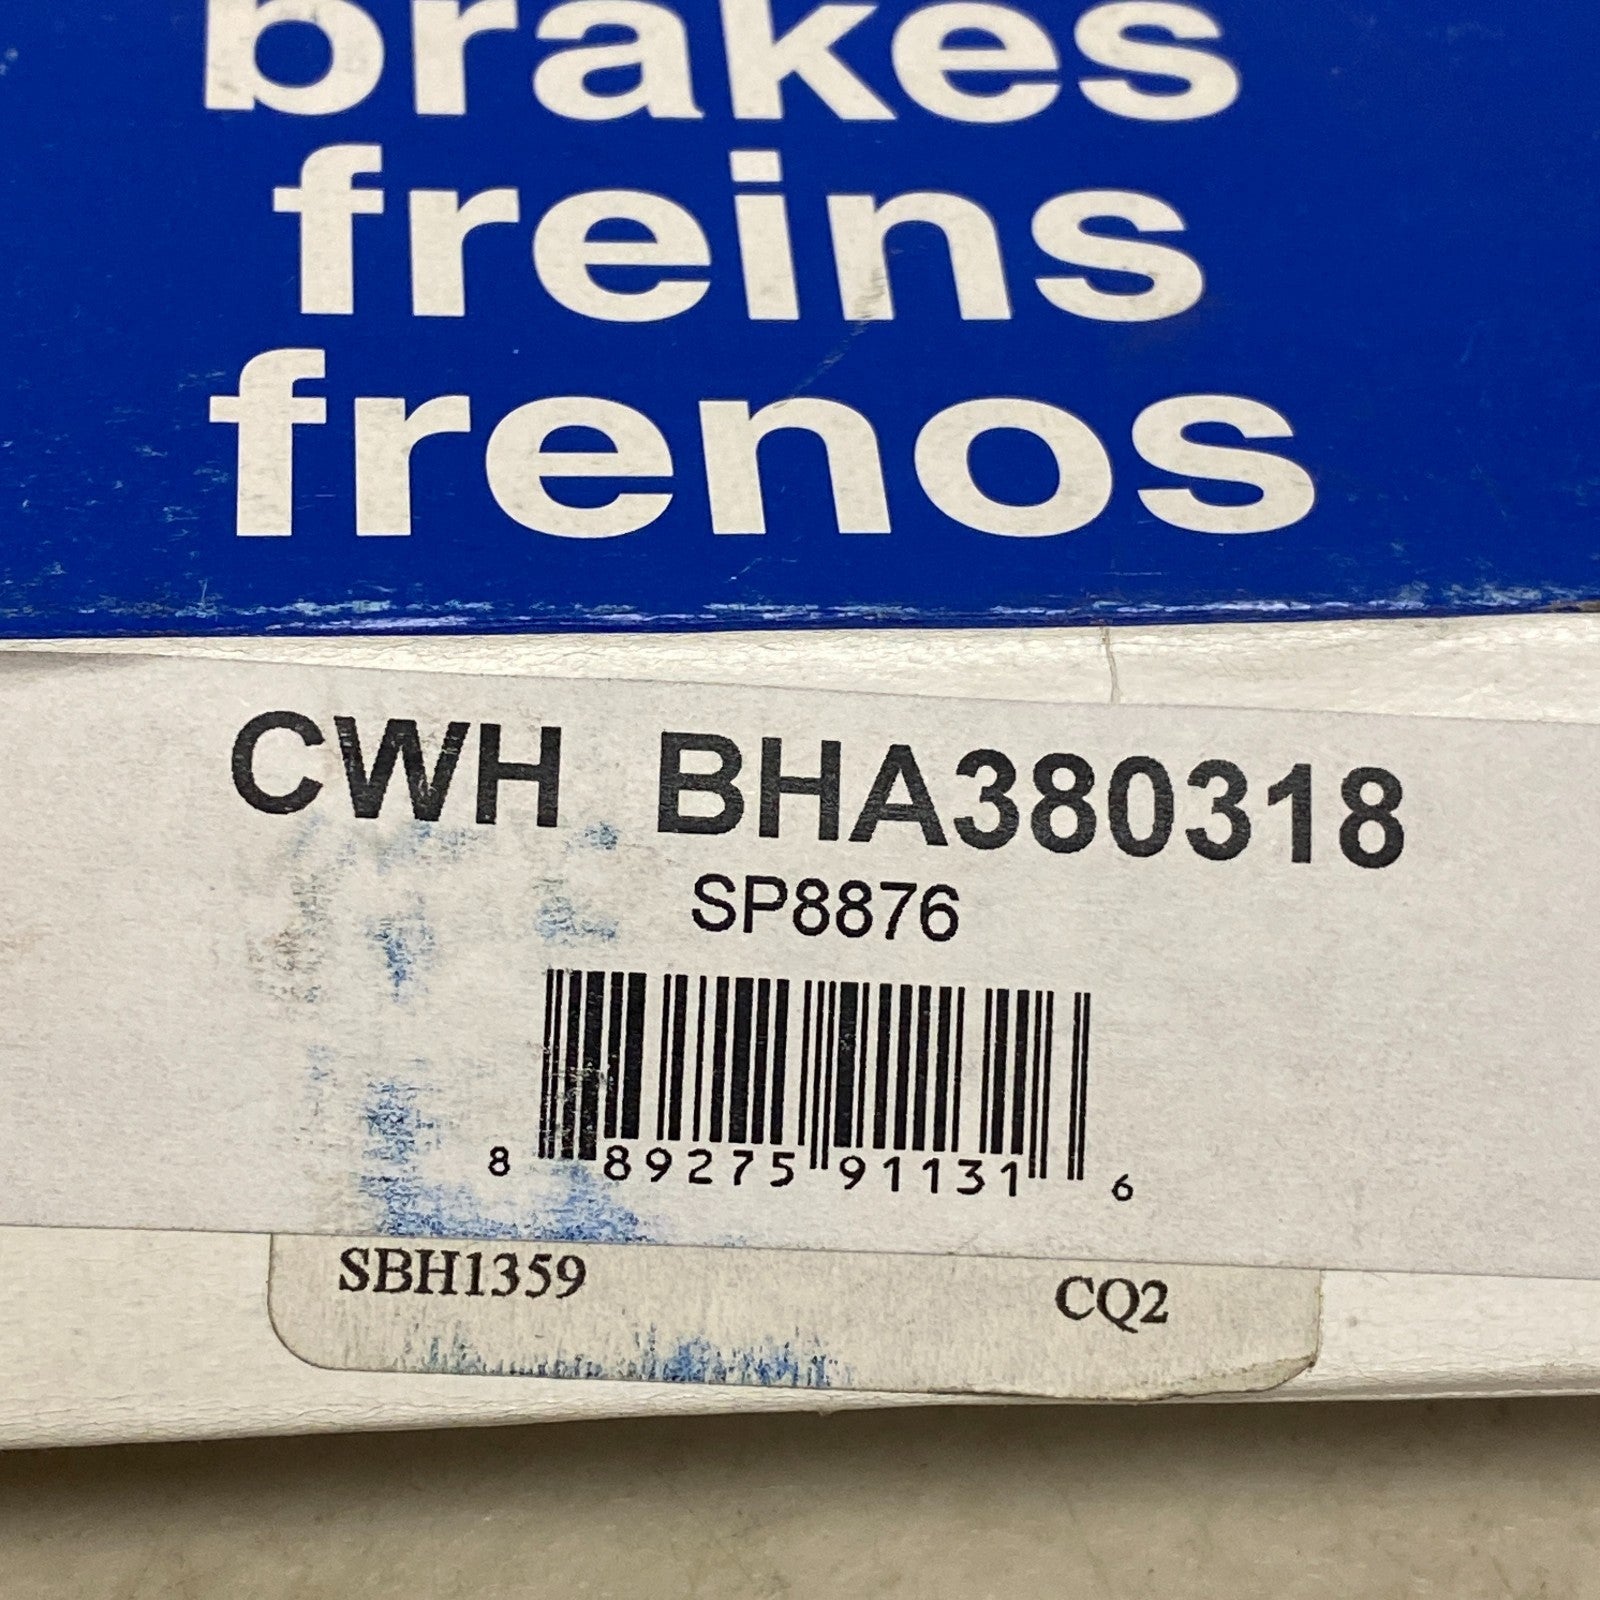 brakes
freins
frenos
CWH BHA380318
SP8876
8 89275 91131 6
SBH1359 CQ2